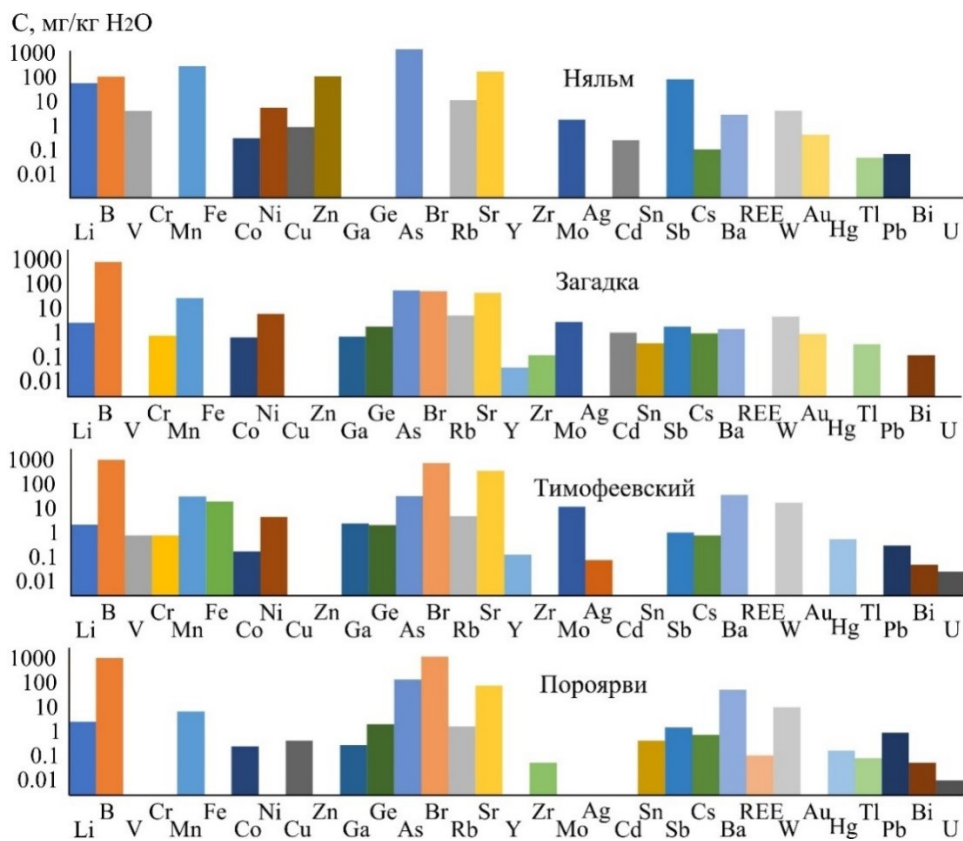 C, мг/кг H₂O
1000
100
10
1
0.1
0.01
Няльм
B Cr Fe Ni Zn Ge Br Sr Zr Ag Sn Cs REE Au Tl Bi
Li V Mn Co Cu Ga As Rb Y Mo Cd Sb Ba W Hg Pb U
1000
100
10
1
0.1
0.01
Загадка
B Cr Fe Ni Zn Ge Br Sr Zr Ag Sn Cs REE Au Tl Bi
Li V Mn Co Cu Ga As Rb Y Mo Cd Sb Ba W Hg Pb U
1000
100
10
1
0.1
0.01
Тимофеевский
B Cr Fe Ni Zn Ge Br Sr Zr Ag Sn Cs REE Au Tl Bi
Li V Mn Co Cu Ga As Rb Y Mo Cd Sb Ba W Hg Pb U
1000
100
10
1
0.1
0.01
Пороярви
B Cr Fe Ni Zn Ge Br Sr Zr Ag Sn Cs REE Au Tl Bi
Li V Mn Co Cu Ga As Rb Y Mo Cd Sb Ba W Hg Pb U